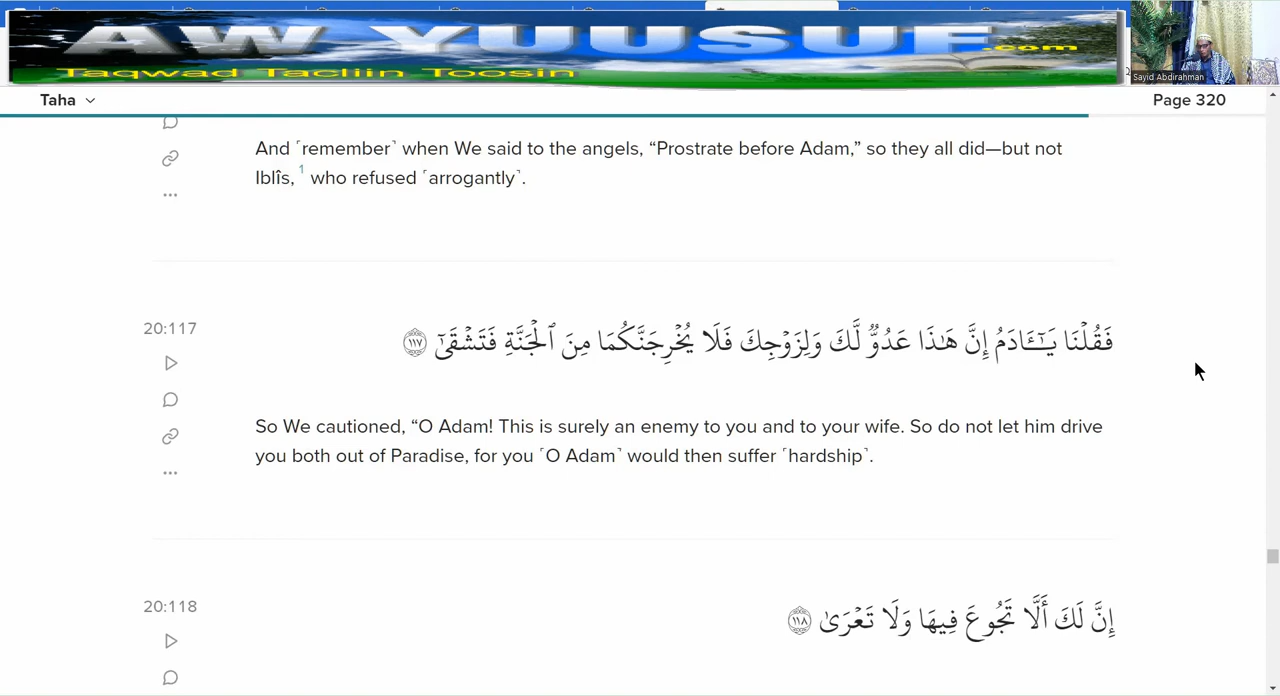 AW YUUSUF.com
Taqwad Tacliin Toosin
Sayid Abdirahman
Taha
Page 320
And ˹remember˺ when We said to the angels, “Prostrate before Adam,” so they all did—but not
Iblîs, 1 who refused ˹arrogantly˺.
20:117
فَقُلْنَا يَـٰٓـَٔادَمُ إِنَّ هَـٰذَا عَدُوٌّۭ لَّكَ وَلِزَوْجِكَ فَلَا يُخْرِجَنَّكُمَا مِنَ ٱلْجَنَّةِ فَتَشْقَىٰٓ ١١٧
So We cautioned, “O Adam! This is surely an enemy to you and to your wife. So do not let him drive
you both out of Paradise, for you ˹O Adam˺ would then suffer ˹hardship˺.
20:118
إِنَّ لَكَ أَلَّا تَجُوعَ فِيهَا وَلَا تَعْرَىٰ ١١٨